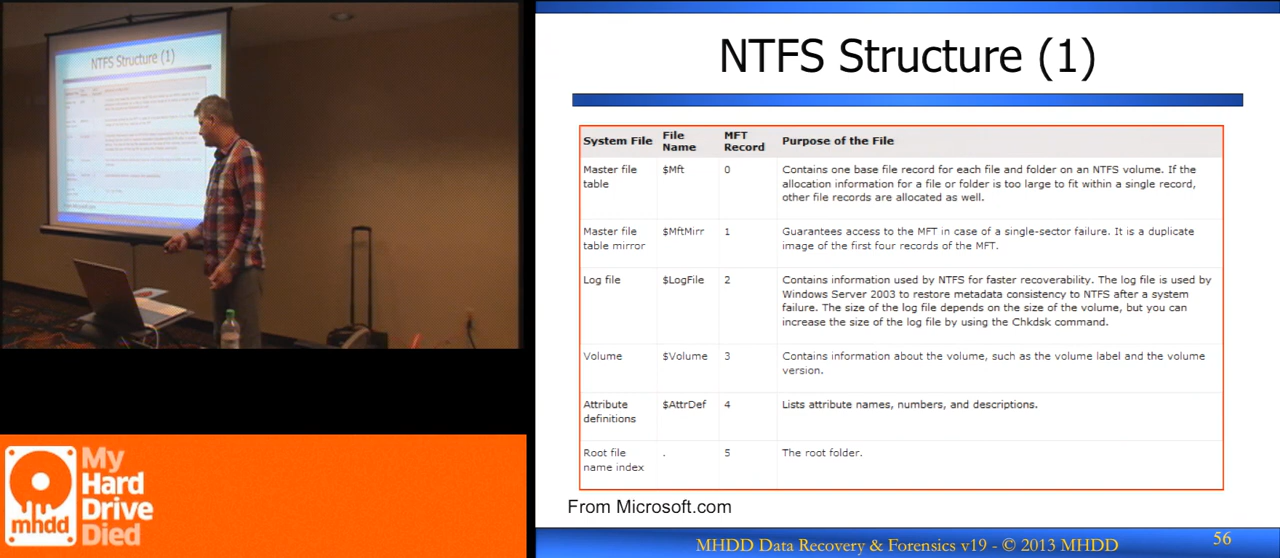 NTFS Structure (1)
From Microsoft.com
My
Hard
Drive
Died
mhdd
NTFS Structure (1)
System File File Name MFT Record Purpose of the File
Master file table $Mft 0 Contains one base file record for each file and folder on an NTFS volume. If the
allocation information for a file or folder is too large to fit within a single record,
other file records are allocated as well.
Master file table mirror $MftMirr 1 Guarantees access to the MFT in case of a single-sector failure. It is a duplicate
image of the first four records of the MFT.
Log file $LogFile 2 Contains information used by NTFS for faster recoverability. The log file is used by
Windows Server 2003 to restore metadata consistency to NTFS after a system
failure. The size of the log file depends on the size of the volume, but you can
increase the size of the log file by using the Chkdsk command.
Volume $Volume 3 Contains information about the volume, such as the volume label and the volume
version.
Attribute definitions $AttrDef 4 Lists attribute names, numbers, and descriptions.
Root file name index . 5 The root folder.
From Microsoft.com
MHDD Data Recovery & Forensics v19 - © 2013 MHDD
56